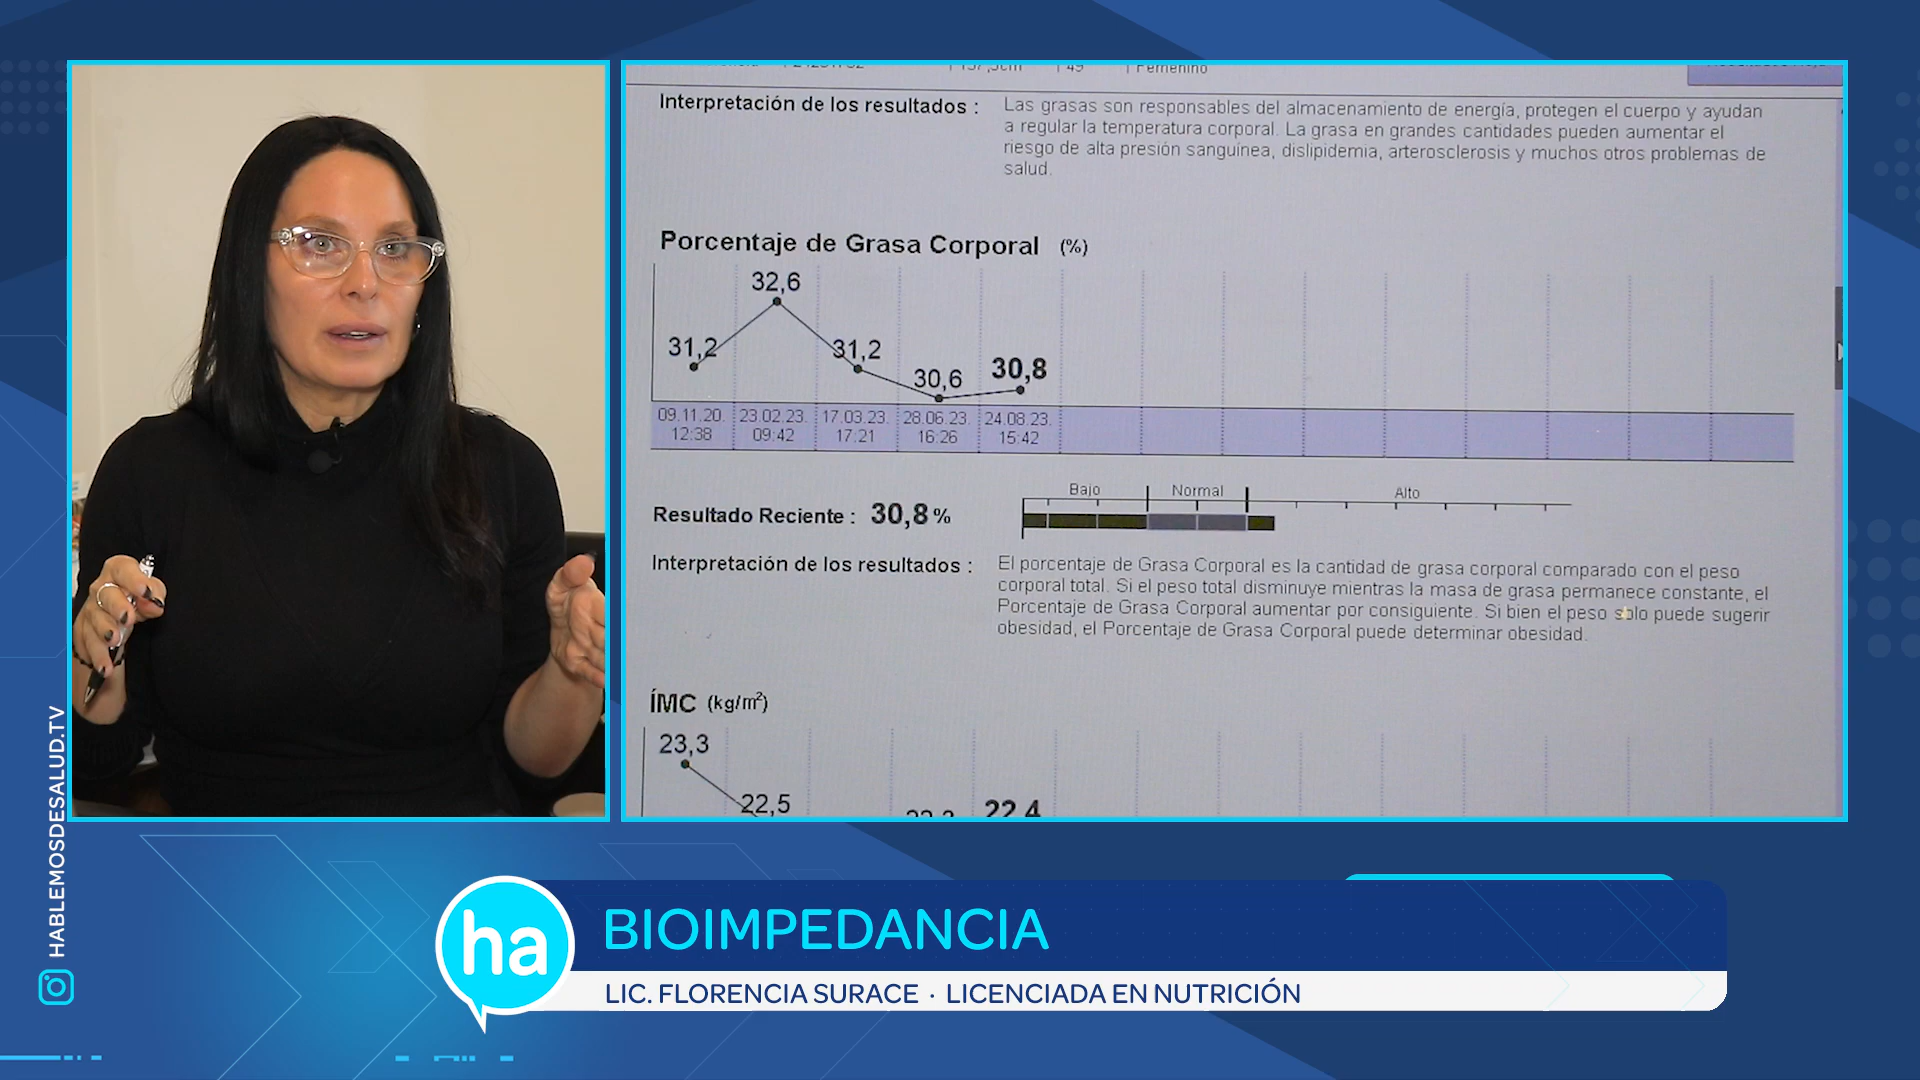 157,5cm
49
Femenino
Interpretación de los resultados :
Las grasas son responsables del almacenamiento de energía, protegen el cuerpo y ayudan
a regular la temperatura corporal. La grasa en grandes cantidades pueden aumentar el
riesgo de alta presión sanguínea, dislipidemia, arterosclerosis y muchos otros problemas de
salud.
Porcentaje de Grasa Corporal (%)
31,2
32,6
31,2
30,6
30,8
09.11.20. 23.02.23. 17.03.23. 28.06.23. 24.08.23.
12:38 09:42 17:21 16:26 15:42
Bajo Normal Alto
Resultado Reciente : 30,8 %
Interpretación de los resultados :
El porcentaje de Grasa Corporal es la cantidad de grasa corporal comparado con el peso
corporal total. Si el peso total disminuye mientras la masa de grasa permanece constante, el
Porcentaje de Grasa Corporal aumentar por consiguiente. Si bien el peso solo puede sugerir
obesidad, el Porcentaje de Grasa Corporal puede determinar obesidad.
ÍMC (kg/m²)
23,3
22,5
22,4
HABLEMOSDESALUD.TV
ha
BIOIMPEDANCIA
LIC. FLORENCIA SURACE · LICENCIADA EN NUTRICIÓN